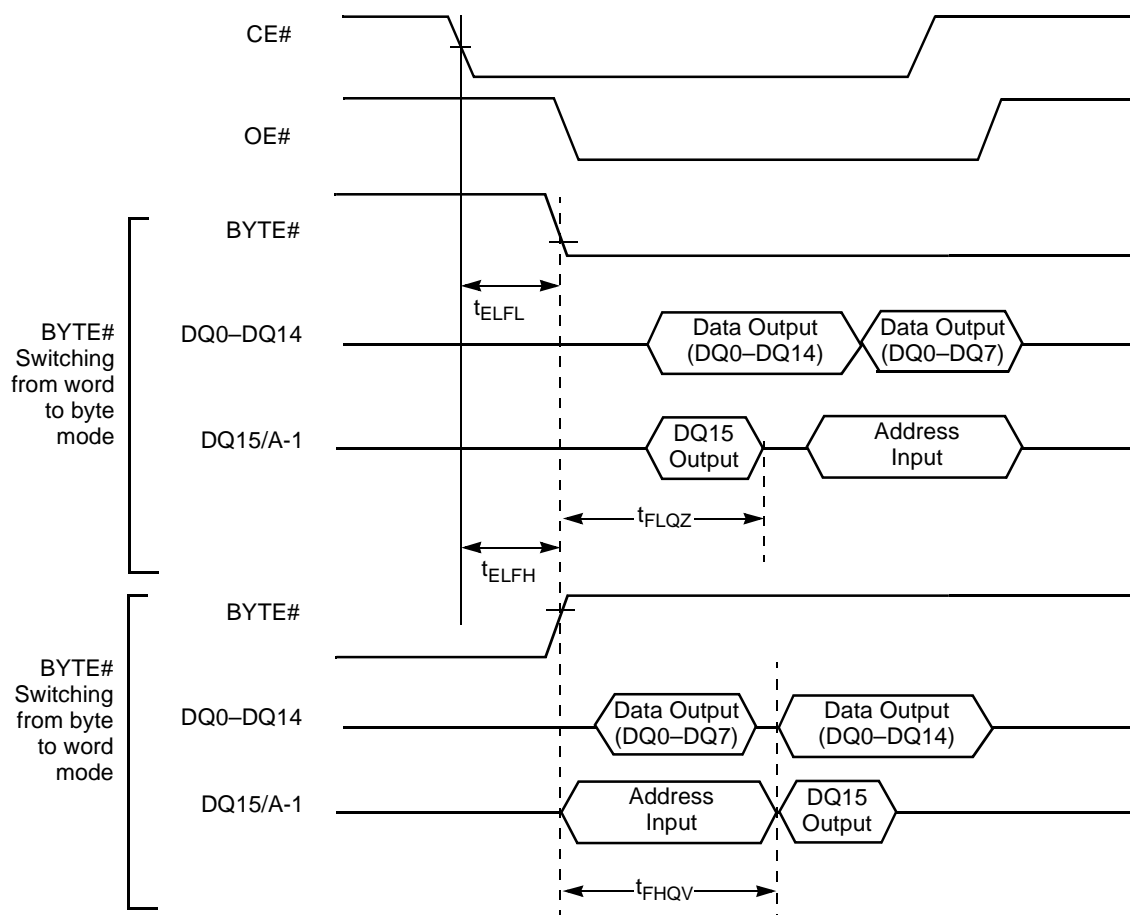 CE#
OE#
BYTE#
tELFL
BYTE#
Switching
from word
to byte
mode
DQ0–DQ14
Data Output
(DQ0–DQ14)
Data Output
(DQ0–DQ7)
DQ15/A-1
DQ15
Output
Address
Input
tFLQZ
tELFH
BYTE#
BYTE#
Switching
from byte
to word
mode
DQ0–DQ14
Data Output
(DQ0–DQ7)
Data Output
(DQ0–DQ14)
DQ15/A-1
Address
Input
DQ15
Output
tFHQV